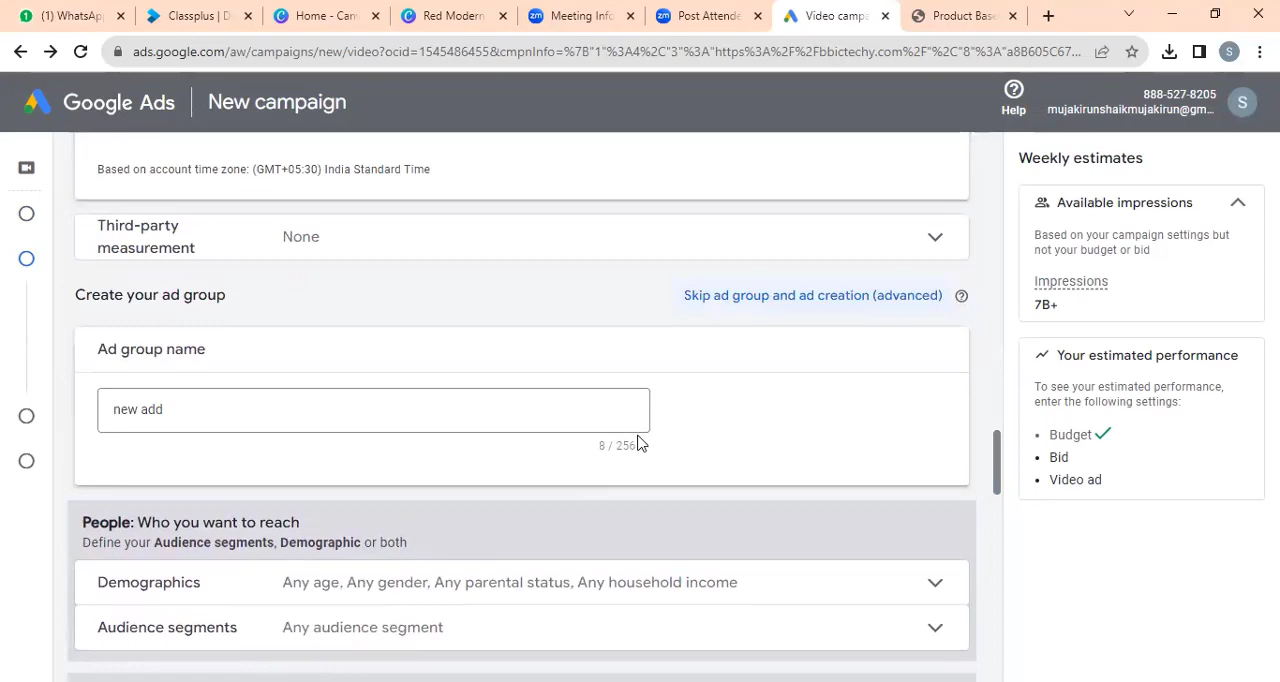 (1) WhatsApp
Classplus | D
Home - Can
Red Modern
Meeting Info
Post Attende
Video campa
Product Base
ads.google.com/aw/campaigns/new/video?ocid=1545486455&cmpnInfo=%7B"1"%3A4%2C"3"%3A"https%3A%2F%2Fbbictechy.com%2F"%2C"8"%3A"a8B605C67...
S
Google Ads
New campaign
Help
888-527-8205
mujakirunshaikmujakirun@gm...
S
Based on account time zone: (GMT+05:30) India Standard Time
Third-party
measurement
None
Create your ad group
Skip ad group and ad creation (advanced)
Ad group name
new add
8 / 256
People: Who you want to reach
Define your Audience segments, Demographic or both
Demographics
Any age, Any gender, Any parental status, Any household income
Audience segments
Any audience segment
Weekly estimates
Available impressions
Based on your campaign settings but
not your budget or bid
Impressions
7B+
Your estimated performance
To see your estimated performance,
enter the following settings:
• Budget
• Bid
• Video ad